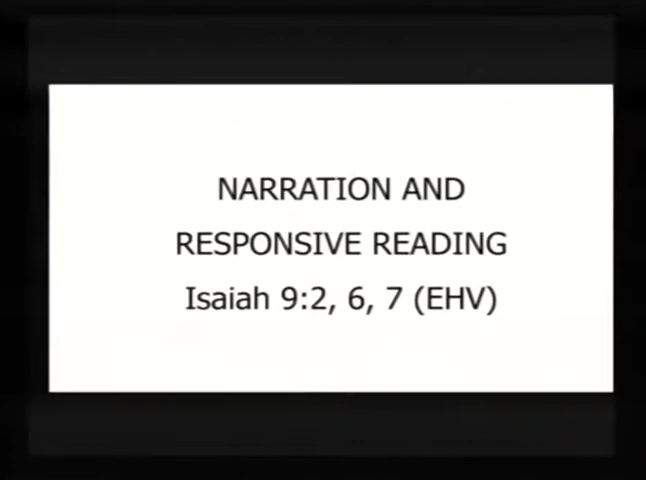 NARRATION AND
RESPONSIVE READING
Isaiah 9:2, 6, 7 (EHV)